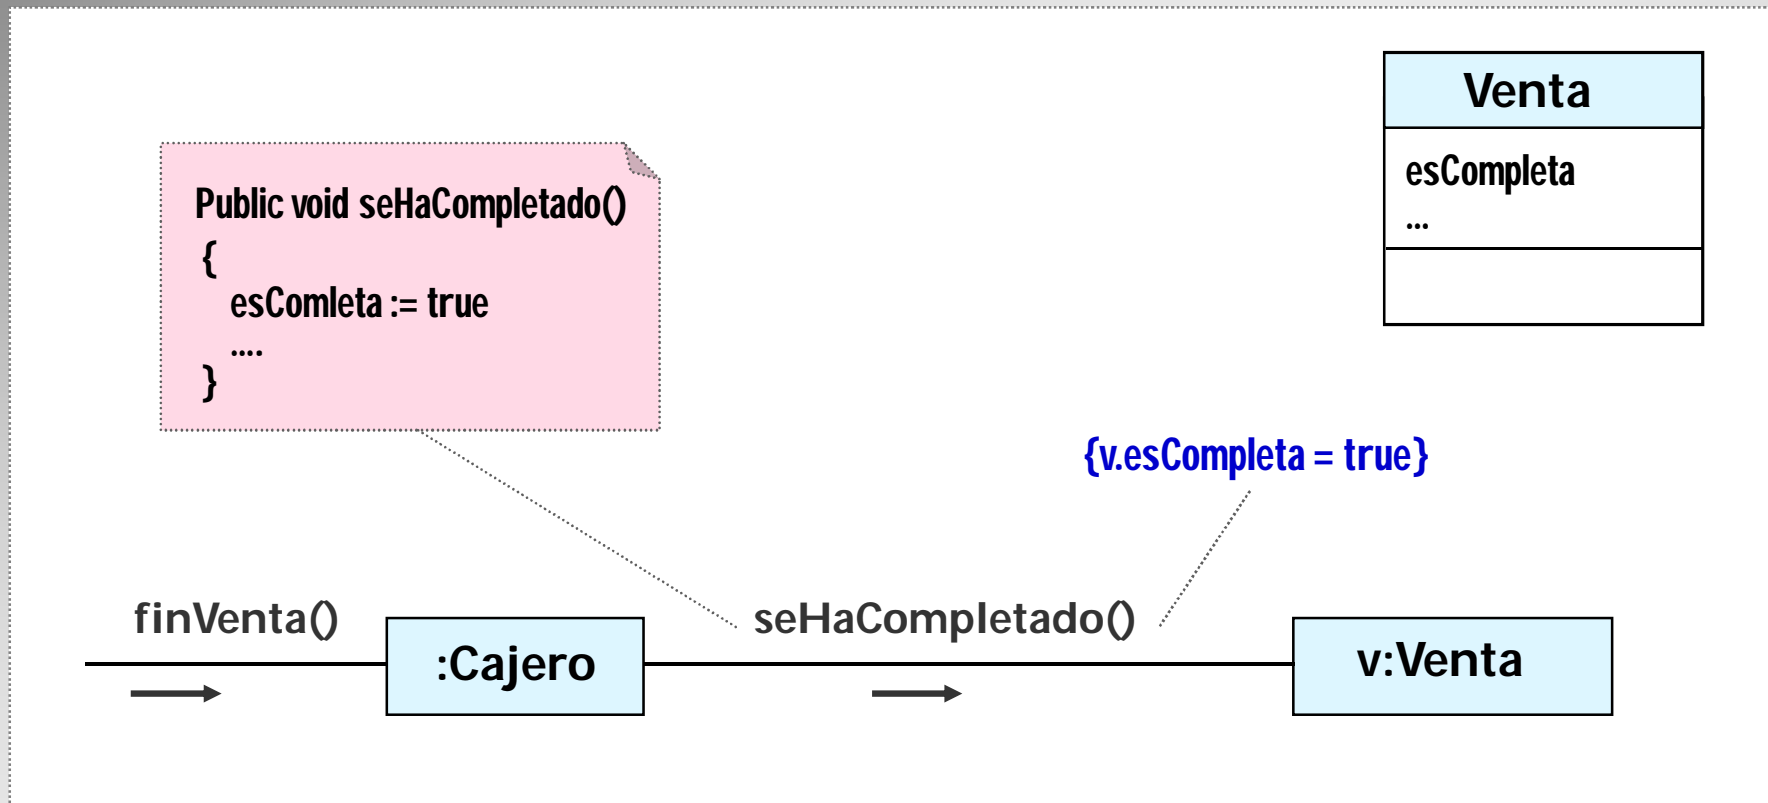 Venta
esCompleta
...
Public void seHaCompletado()
{
esComleta := true
....
}
{v.esCompleta = true}
finVenta()
seHaCompletado()
:Cajero
v:Venta